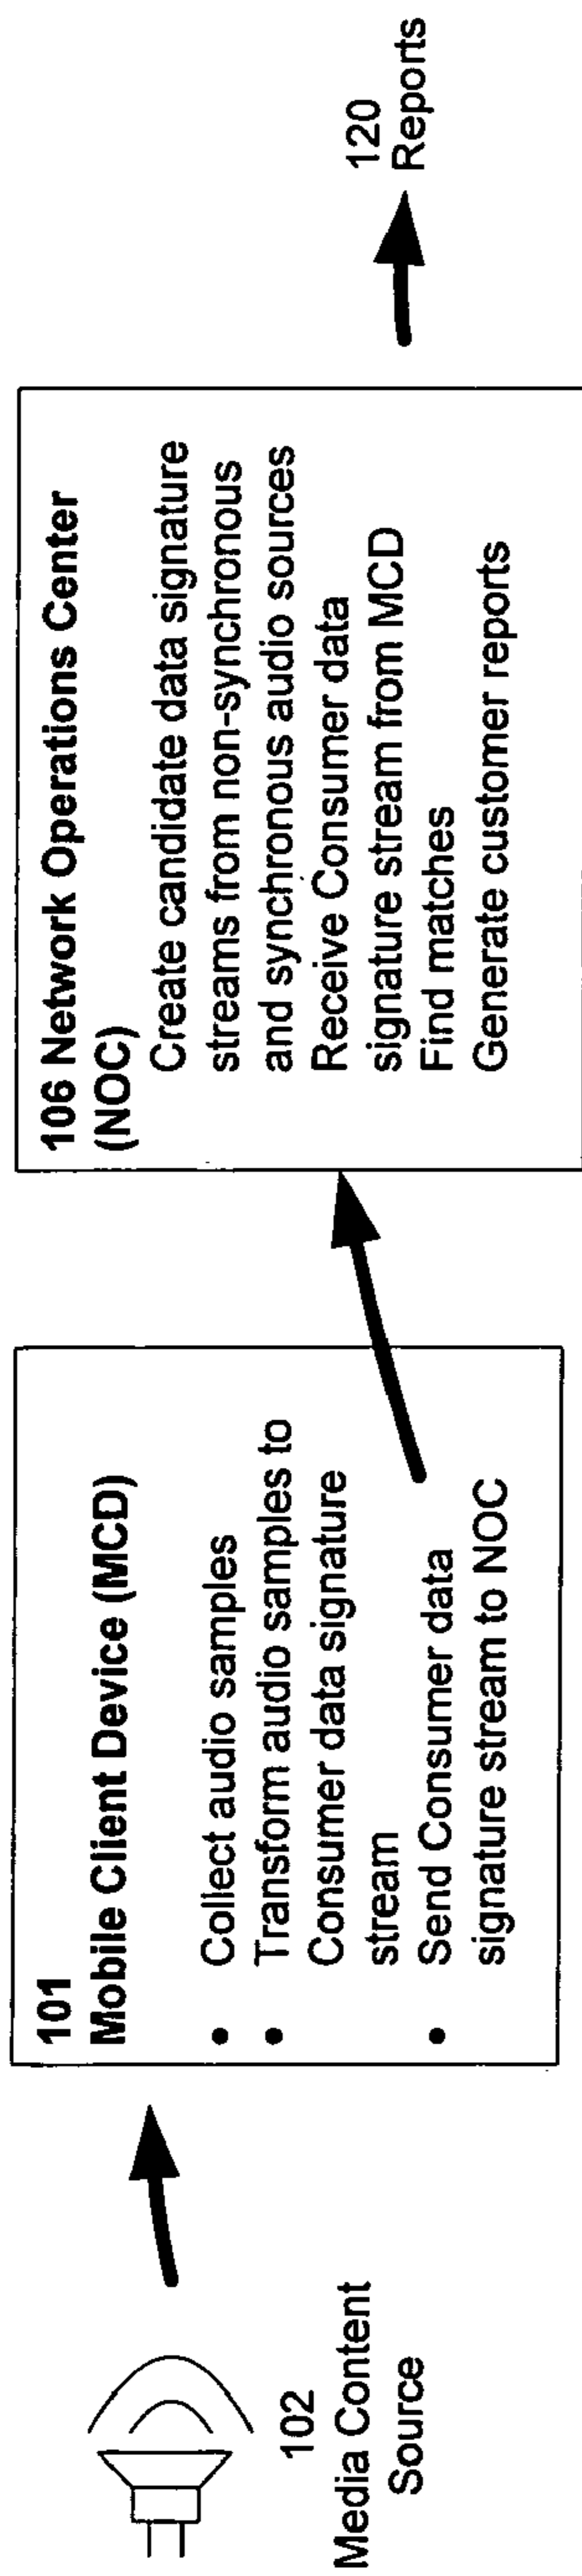 102
Media Content
Source
101
Mobile Client Device (MCD)
• Collect audio samples
• Transform audio samples to
Consumer data signature
stream
• Send Consumer data
signature stream to NOC
106 Network Operations Center
(NOC)
Create candidate data signature
streams from non-synchronous
and synchronous audio sources
Receive Consumer data
signature stream from MCD
Find matches
Generate customer reports
120
Reports